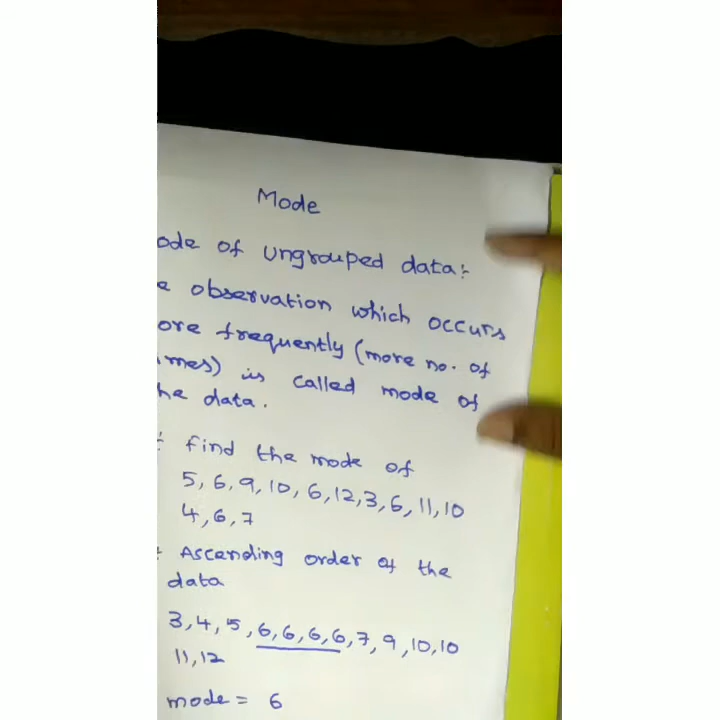 Mode
ode of ungrouped data:-
e observation which occurs
ore frequently (more no. of
mes) is called mode of
he data.
: find the mode of
5, 6, 9, 10, 6, 12, 3, 6, 11, 10
4, 6, 7
: Ascending order of the
data
3, 4, 5, 6, 6, 6, 6, 7, 9, 10, 10
11, 12
mode = 6